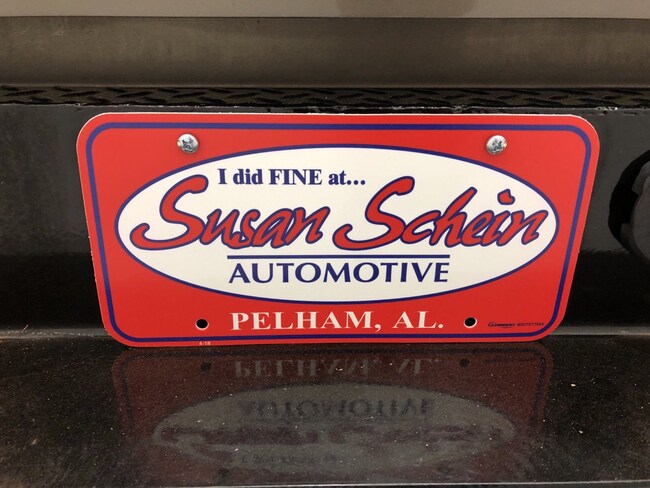 I did FINE at...
Susan Schein
AUTOMOTIVE
PELHAM, AL.